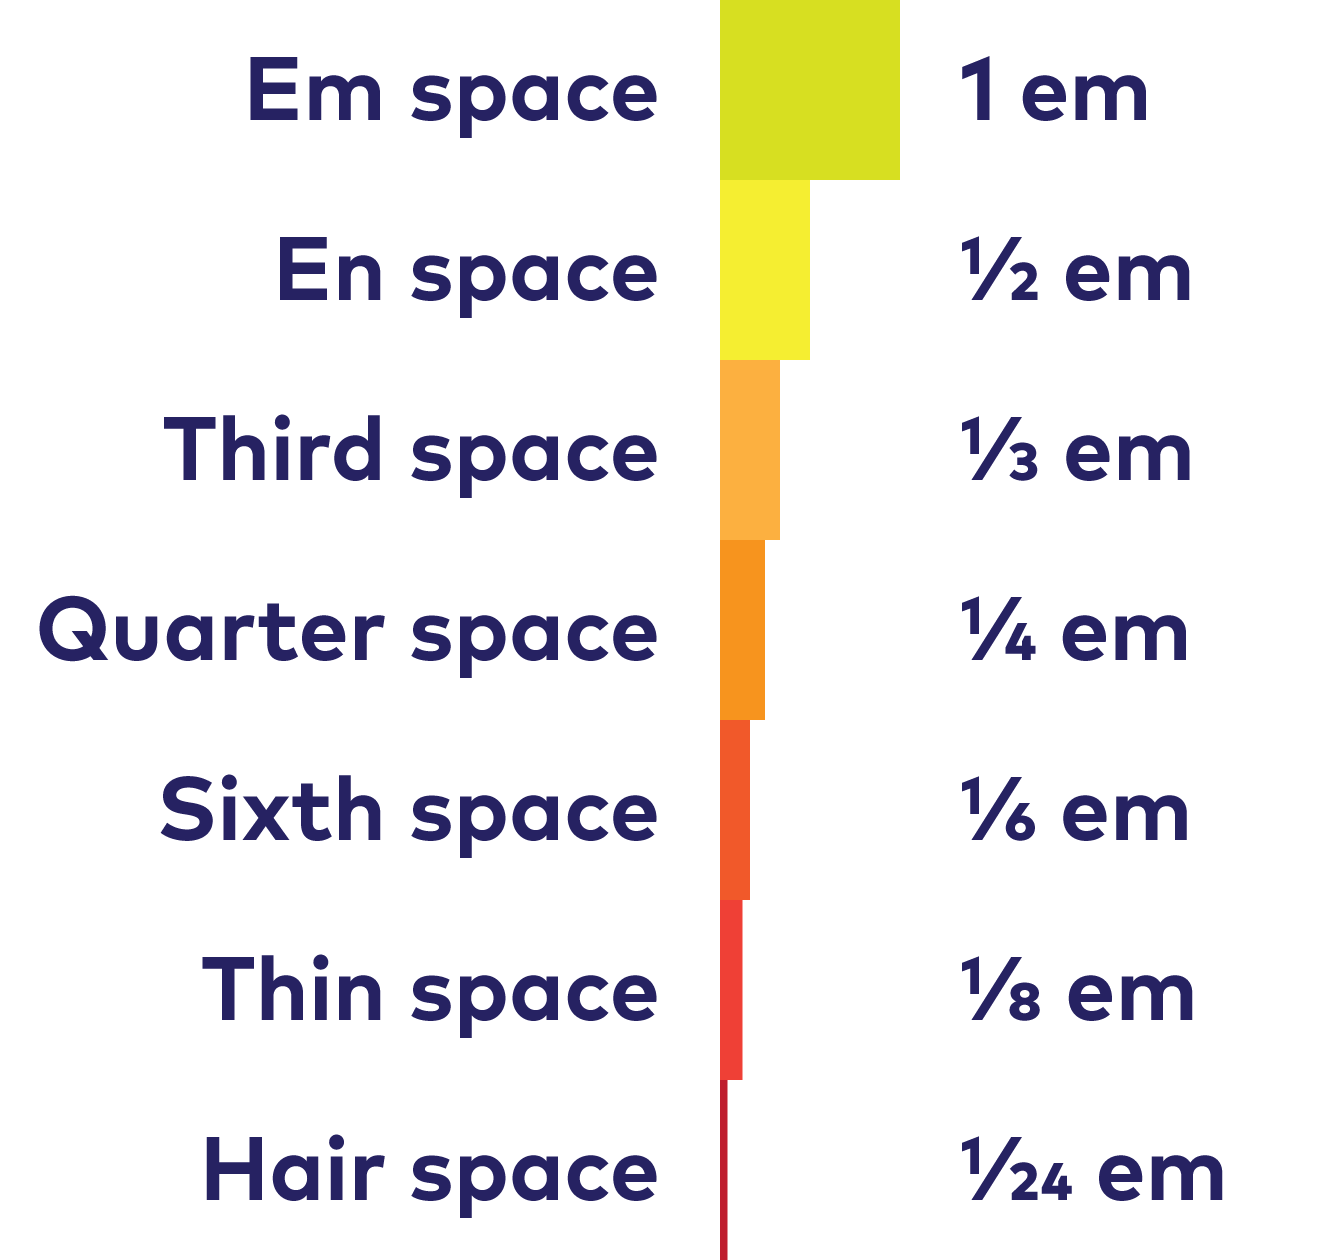 Em space 1 em
En space ½ em
Third space ⅓ em
Quarter space ¼ em
Sixth space ⅙ em
Thin space ⅛ em
Hair space 1⁄24 em